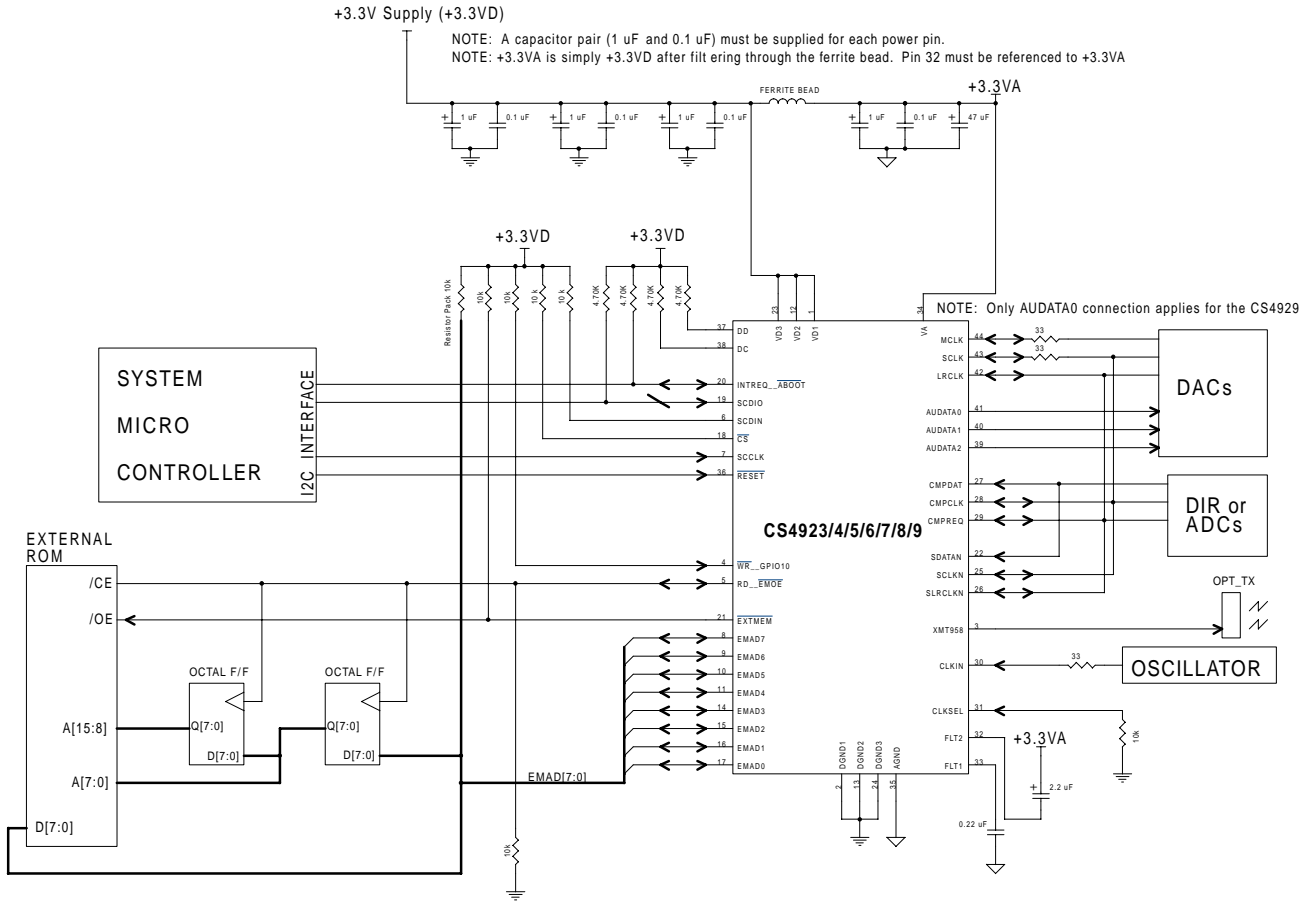 +3.3V Supply (+3.3VD)
NOTE: A capacitor pair (1 uF and 0.1 uF) must be supplied for each power pin.
NOTE: +3.3VA is simply +3.3VD after filt ering through the ferrite bead. Pin 32 must be referenced to +3.3VA
FERRITE BEAD
+3.3VA
+ 1 uF
0.1 uF
+ 1 uF
0.1 uF
+ 1 uF
0.1 uF
+ 1 uF
0.1 uF
+ 47 uF
+3.3VD
+3.3VD
Resistor Pack 10k
10k
10k
10 k
10 k
4.70K
4.70K
4.70K
4.70K
23
12
1
34
VD3
VD2
VD1
VA
NOTE: Only AUDATA0 connection applies for the CS4929
SYSTEM
MICRO
CONTROLLER
I2C INTERFACE
37 DD
38 DC
20 INTREQ__ABOOT
19 SCDIO
6 SCDIN
18 CS
7 SCCLK
36 RESET
4 WR__GPIO10
5 RD__EMOE
21 EXTMEM
8 EMAD7
9 EMAD6
10 EMAD5
11 EMAD4
14 EMAD3
15 EMAD2
16 EMAD1
17 EMAD0
CS4923/4/5/6/7/8/9
MCLK 44
33
SCLK 43
33
LRCLK 42
AUDATA0 41
AUDATA1 40
AUDATA2 39
CMPDAT 27
CMPCLK 28
CMPREQ 29
SDATAN 22
SCLKN 25
SLRCLKN 26
XMT958 3
CLKIN 30
33
CLKSEL 31
FLT2 32
FLT1 33
DACs
DIR or
ADCs
OPT_TX
OSCILLATOR
10k
+3.3VA
+ 2.2 uF
0.22 uF
DGND1
DGND2
DGND3
AGND
2
13
24
35
EXTERNAL
ROM
/CE
/OE
A[15:8]
A[7:0]
D[7:0]
OCTAL F/F
Q[7:0]
D[7:0]
OCTAL F/F
Q[7:0]
D[7:0]
EMAD[7:0]
10k